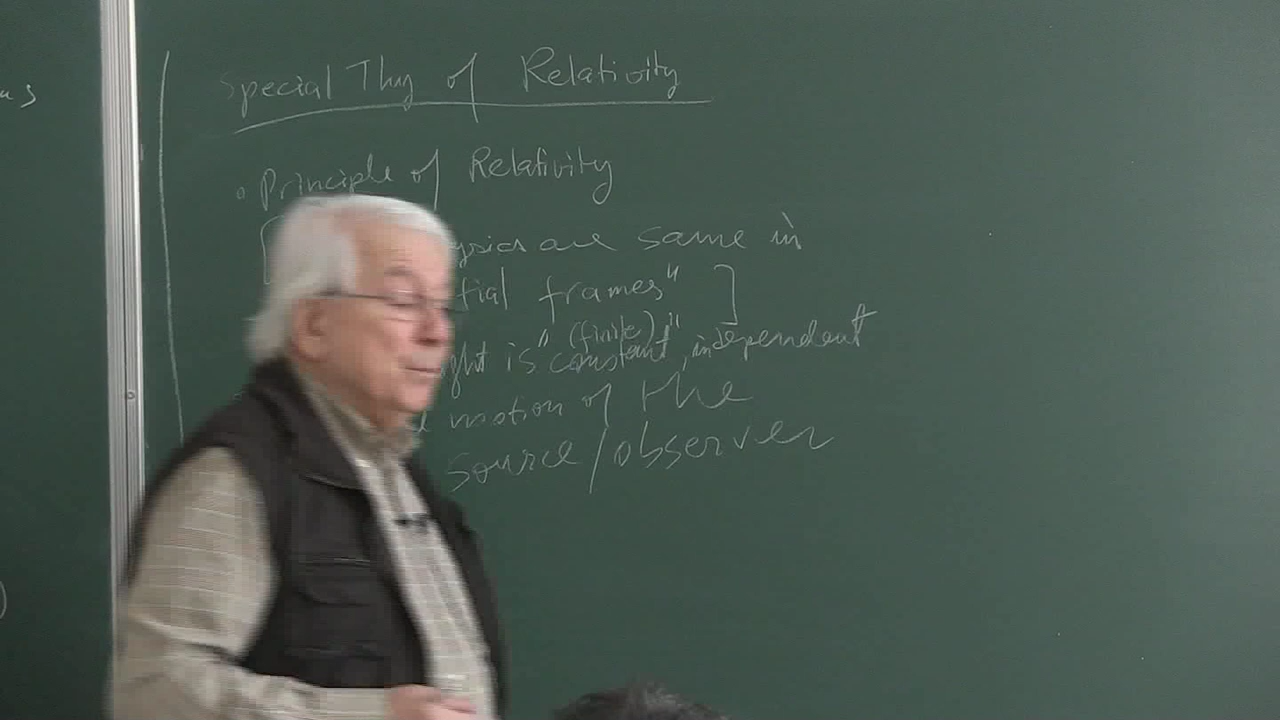 Special Thy of Relativity
• Principle of Relativity
ysics are same in
tial frames" ]
" (finite) "
ght is constant, independent
motion of the
source/observer